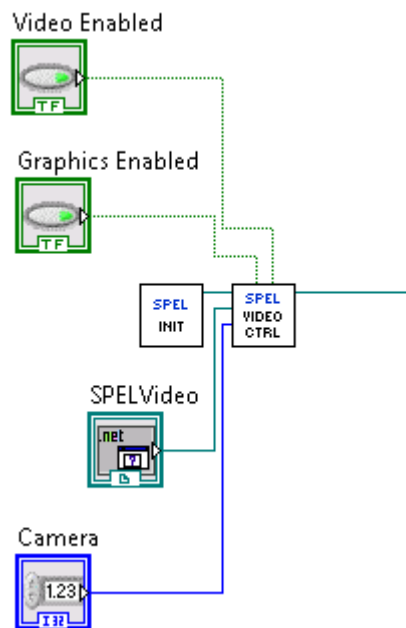 Video Enabled
TF
Graphics Enabled
TF
SPEL
INIT
SPEL
VIDEO
CTRL
SPELVideo
.net
?
Camera
1.23
I32